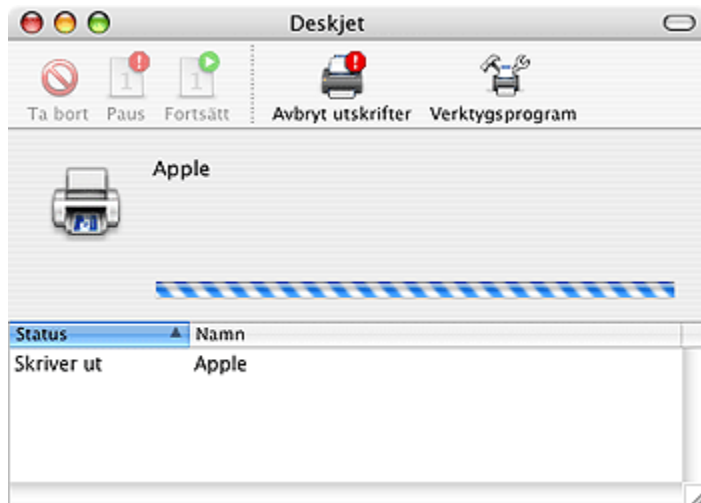 Deskjet
Ta bort Paus Fortsätt Avbryt utskrifter Verktygsprogram
Apple
Status Namn
Skriver ut Apple